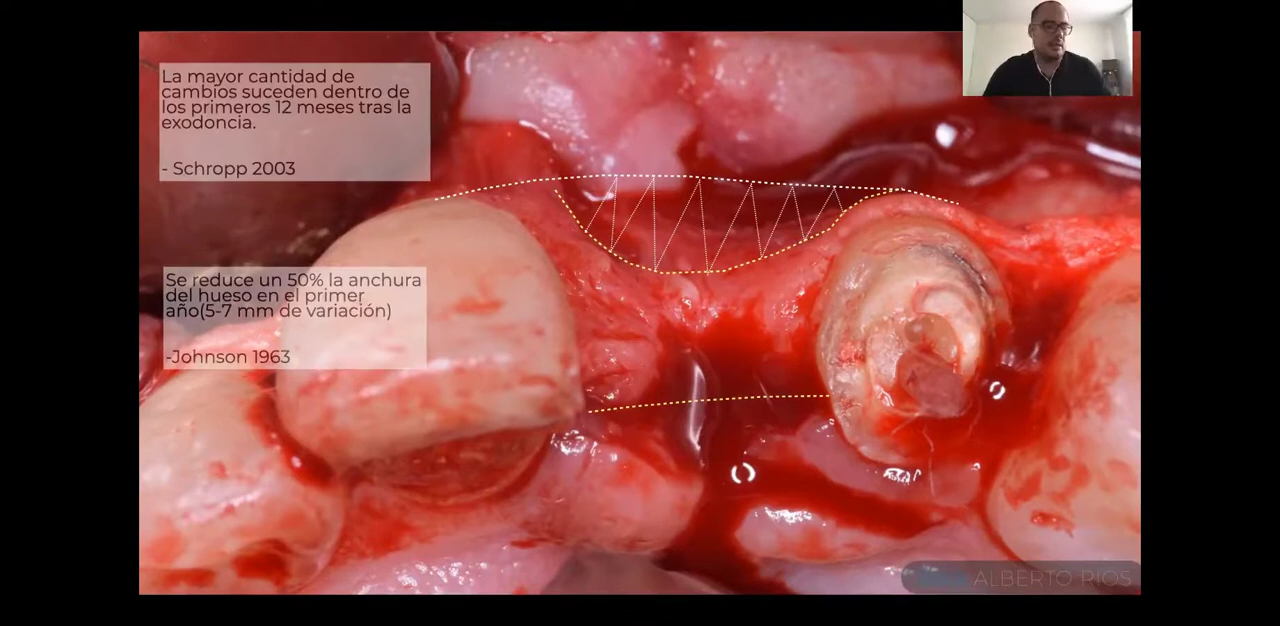 La mayor cantidad de
cambios suceden dentro de
los primeros 12 meses tras la
exodoncia.
- Schropp 2003
Se reduce un 50% la anchura
del hueso en el primer
año(5-7 mm de variación)
-Johnson 1963
ALBERTO PIOS